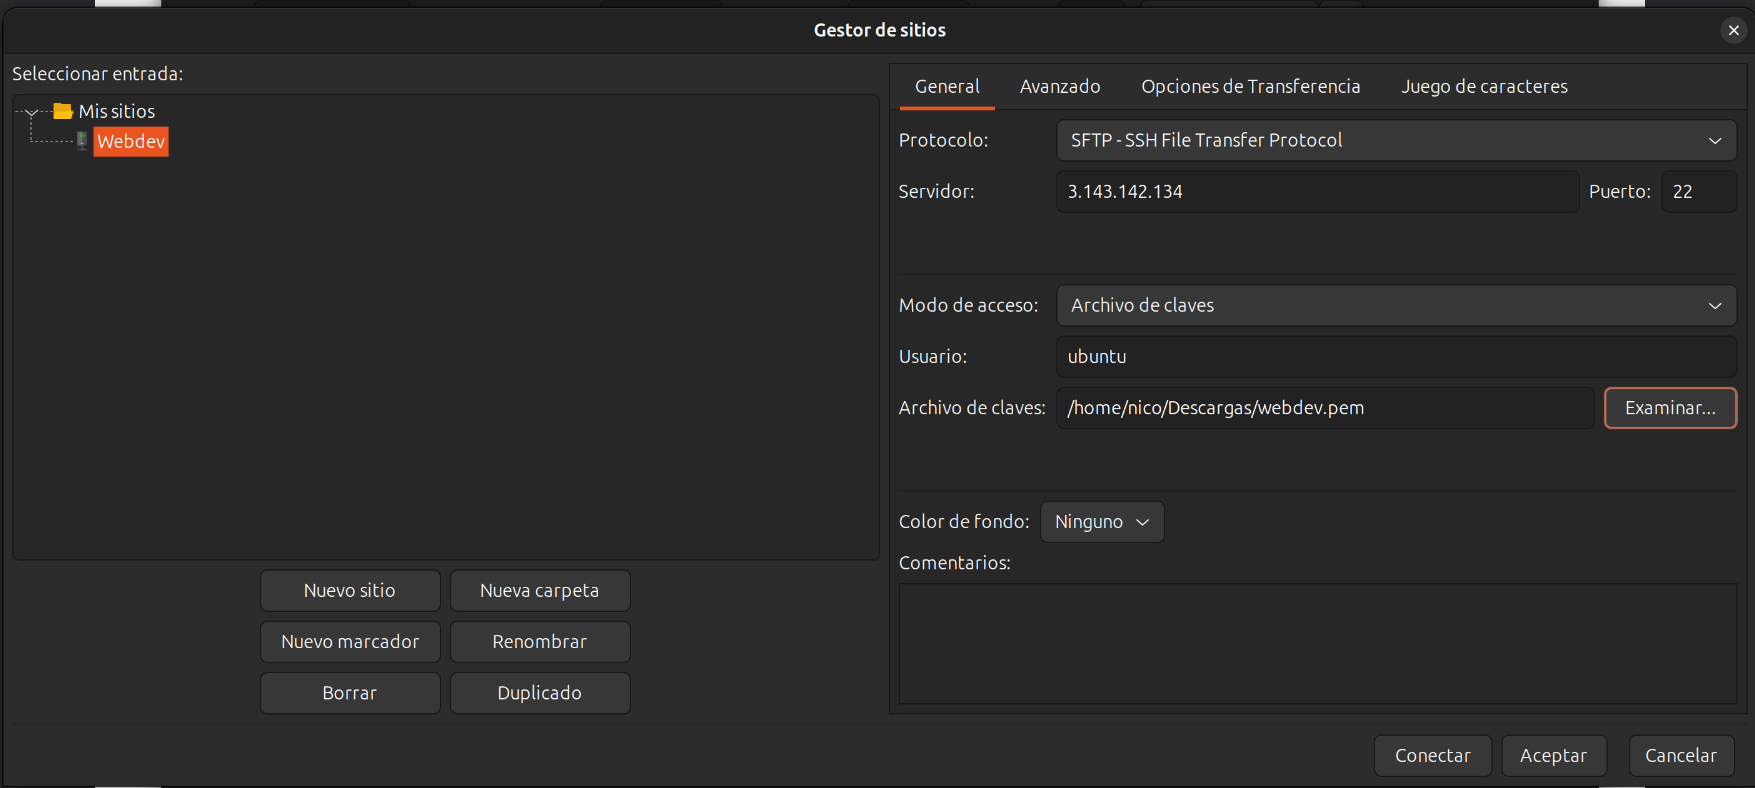 Gestor de sitios
Seleccionar entrada:
Mis sitios
Webdev
Nuevo sitio
Nueva carpeta
Nuevo marcador
Renombrar
Borrar
Duplicado
General Avanzado Opciones de Transferencia Juego de caracteres
Protocolo: SFTP - SSH File Transfer Protocol
Servidor: 3.143.142.134 Puerto: 22
Modo de acceso: Archivo de claves
Usuario: ubuntu
Archivo de claves: /home/nico/Descargas/webdev.pem Examinar...
Color de fondo: Ninguno
Comentarios:
Conectar Aceptar Cancelar